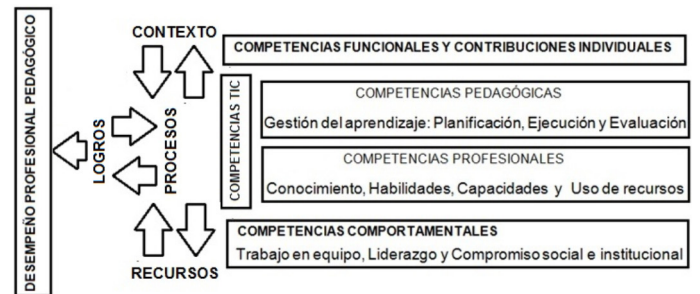 DESEMPEÑO PROFESIONAL PEDAGÓGICO
LOGROS
CONTEXTO
PROCESOS
RECURSOS
COMPETENCIAS FUNCIONALES Y CONTRIBUCIONES INDIVIDUALES
COMPETENCIAS TIC
COMPETENCIAS PEDAGÓGICAS
Gestión del aprendizaje: Planificación, Ejecución y Evaluación
COMPETENCIAS PROFESIONALES
Conocimiento, Habilidades, Capacidades y Uso de recursos
COMPETENCIAS COMPORTAMENTALES
Trabajo en equipo, Liderazgo y Compromiso social e institucional